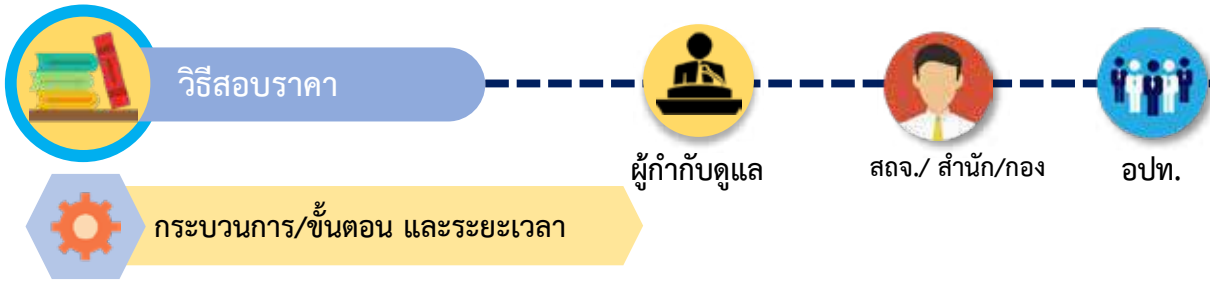 วิธีสอบราคา
ผู้กำกับดูแล
สถจ./ สำนัก/กอง
อปท.
กระบวนการ/ขั้นตอน และระยะเวลา